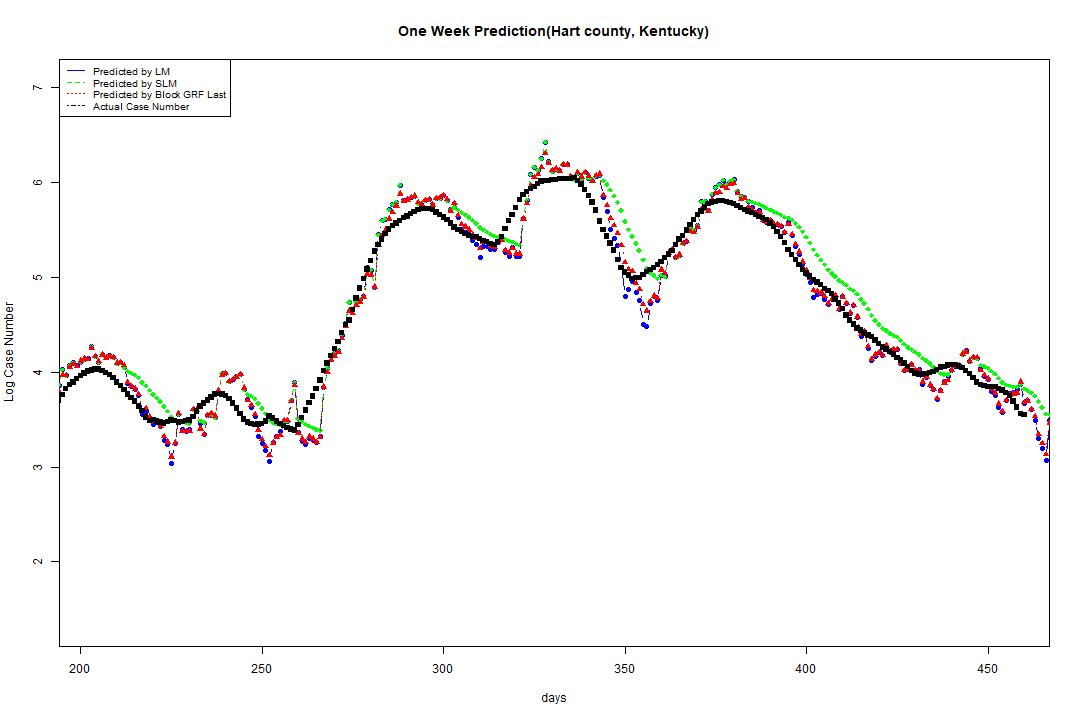 One Week Prediction(Hart county, Kentucky)
Predicted by LM
Predicted by SLM
Predicted by Block GRF Last
Actual Case Number
7
6
5
4
3
2
Log Case Number
200 250 300 350 400 450
days